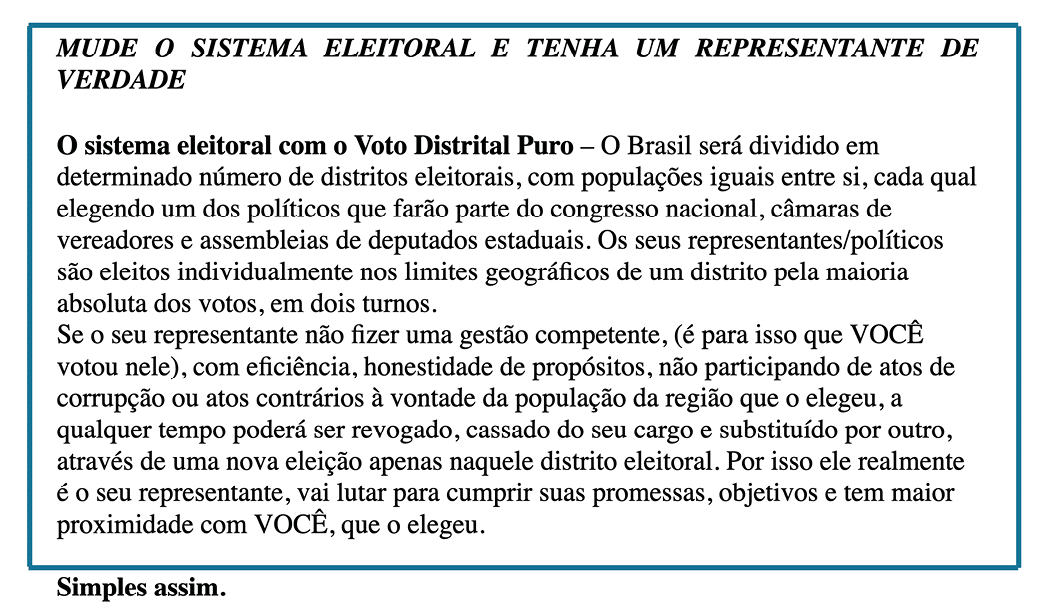 MUDE O SISTEMA ELEITORAL E TENHA UM REPRESENTANTE DE
VERDADE
O sistema eleitoral com o Voto Distrital Puro – O Brasil será dividido em
determinado número de distritos eleitorais, com populações iguais entre si, cada qual
elegendo um dos políticos que farão parte do congresso nacional, câmaras de
vereadores e assembleias de deputados estaduais. Os seus representantes/políticos
são eleitos individualmente nos limites geográficos de um distrito pela maioria
absoluta dos votos, em dois turnos.
Se o seu representante não fizer uma gestão competente, (é para isso que VOCÊ
votou nele), com eficiência, honestidade de propósitos, não participando de atos de
corrupção ou atos contrários à vontade da população da região que o elegeu, a
qualquer tempo poderá ser revogado, cassado do seu cargo e substituído por outro,
através de uma nova eleição apenas naquele distrito eleitoral. Por isso ele realmente
é o seu representante, vai lutar para cumprir suas promessas, objetivos e tem maior
proximidade com VOCÊ, que o elegeu.
Simples assim.